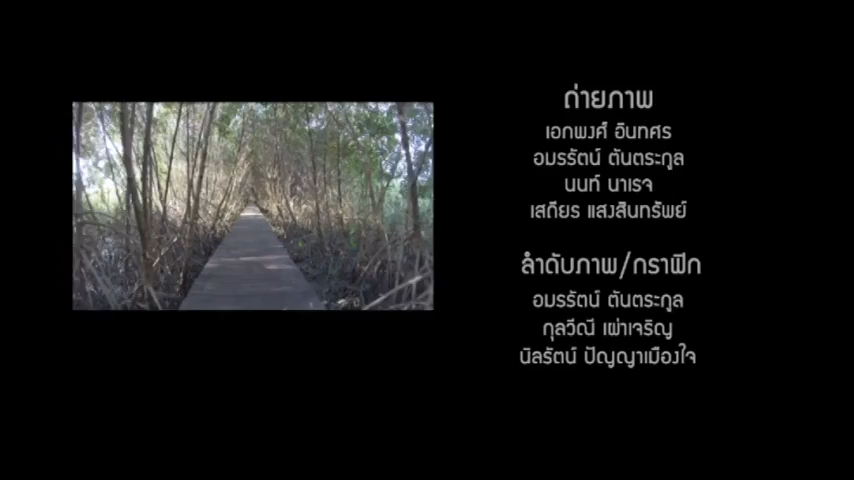 ถ่ายภาพ
เอกพงศ์ อินทศร
อมรรัตน์ ตันตระกูล
นนท์ นาเรจ
เสถียร แสงสินทรัพย์
ลำดับภาพ/กราฟิก
อมรรัตน์ ตันตระกูล
กุลวีณี เผ่าเจริญ
นิลรัตน์ ปัญญาเมืองใจ